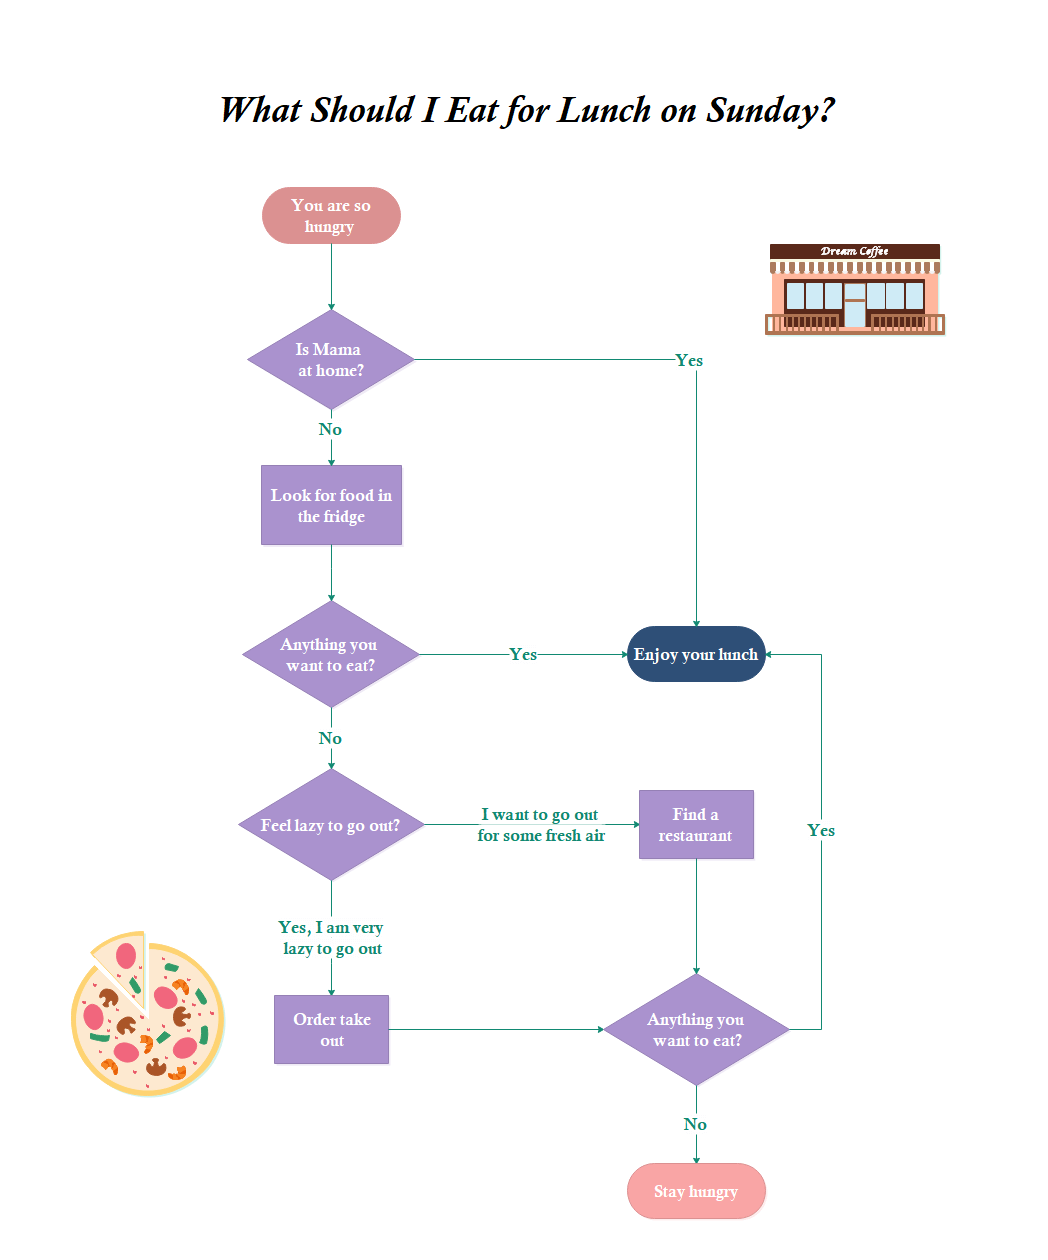 What Should I Eat for Lunch on Sunday?
You are so
hungry
Dream Coffee
Is Mama
at home?
Yes
No
Look for food in
the fridge
Anything you
want to eat?
Yes
Enjoy your lunch
No
Feel lazy to go out?
I want to go out
for some fresh air
Find a
restaurant
Yes
Yes, I am very
lazy to go out
Order take
out
Anything you
want to eat?
No
Stay hungry